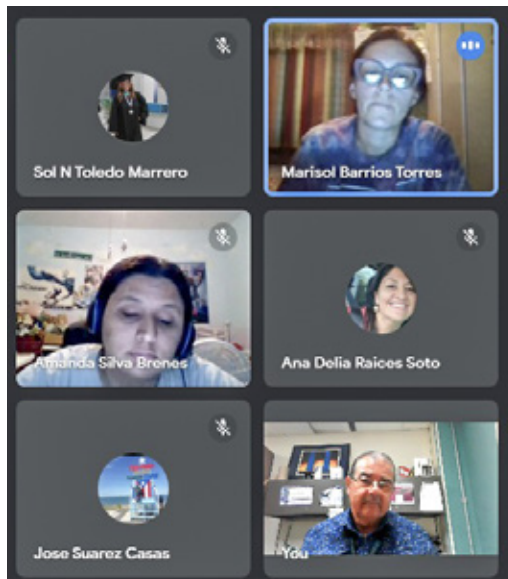 Sol N Toledo Marrero
Marisol Barrios Torres
Amanda Silva Brenes
Ana Delia Raices Soto
Jose Suarez Casas
You